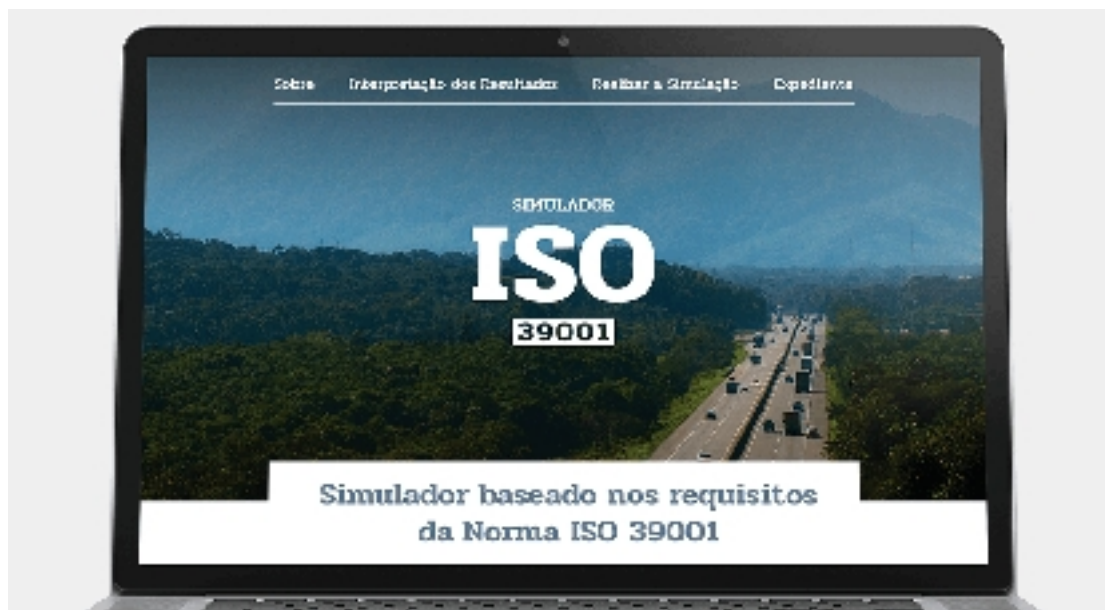 Sobre Interpretação dos Resultados Realizar a Simulação Expediente
SIMULADOR
ISO
39001
Simulador baseado nos requisitos
da Norma ISO 39001